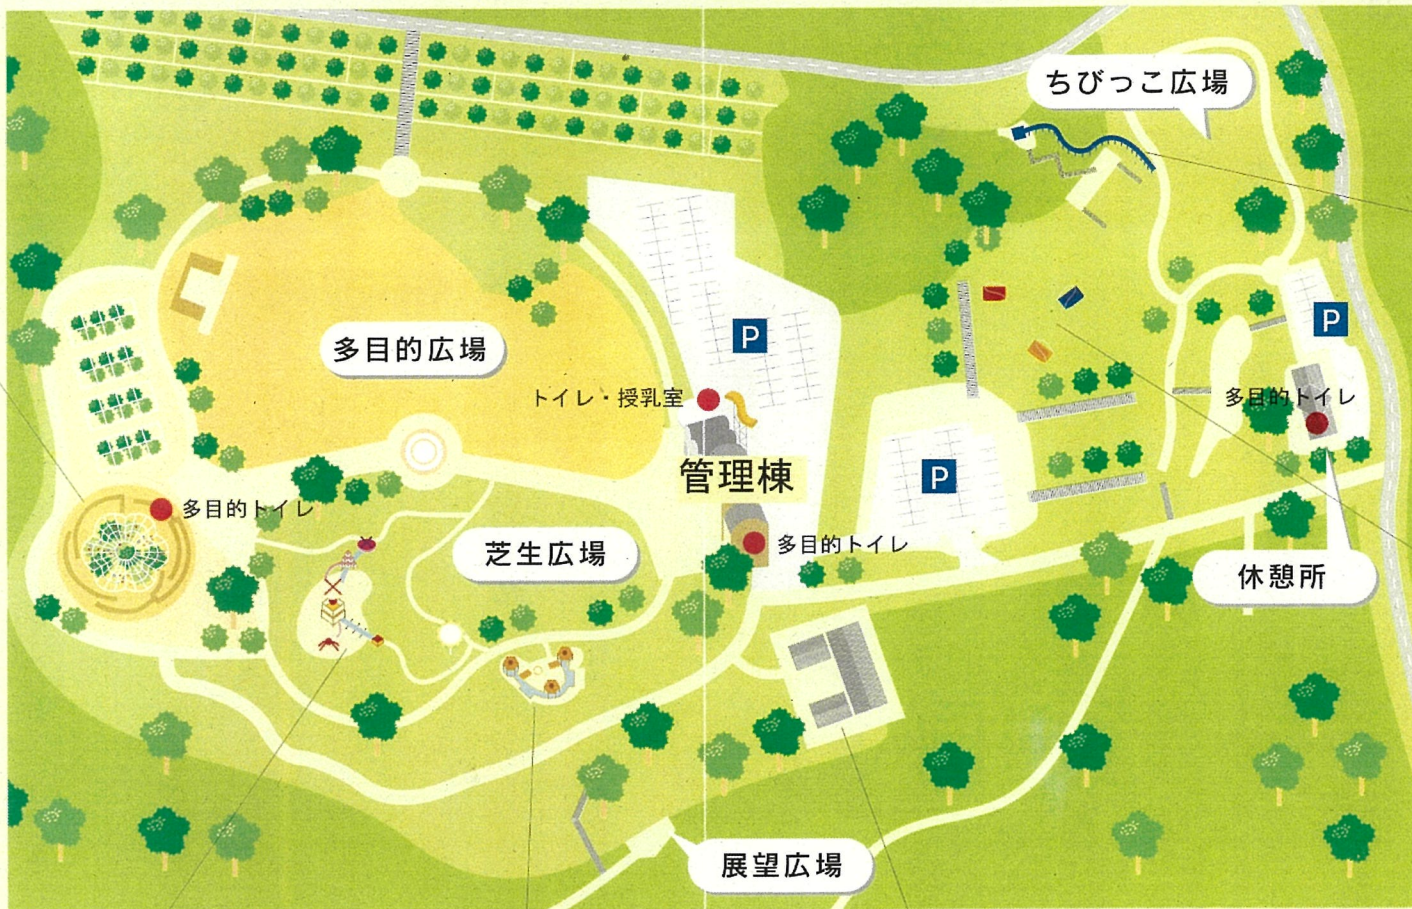 ちびっこ広場
P
P
多目的広場
トイレ・授乳室
多目的トイレ
管理棟
P
多目的トイレ
芝生広場
多目的トイレ
休憩所
展望広場